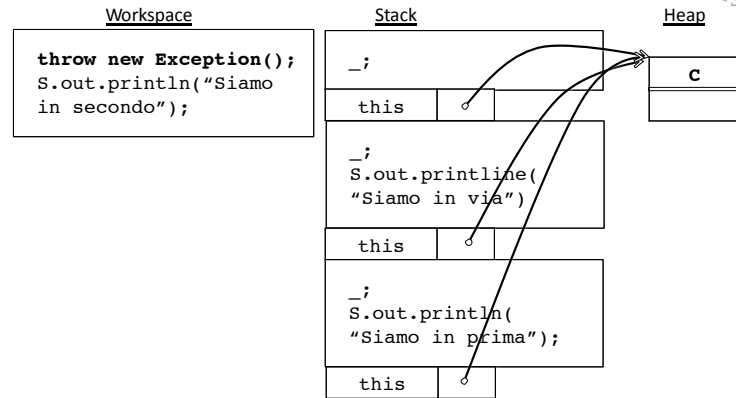 Workspace
Stack
Heap
throw new Exception();
S.out.println(“Siamo
in secondo”);
_;
this
_;
S.out.printline(
“Siamo in via”)
this
_;
S.out.println(
“Siamo in prima”);
this
C